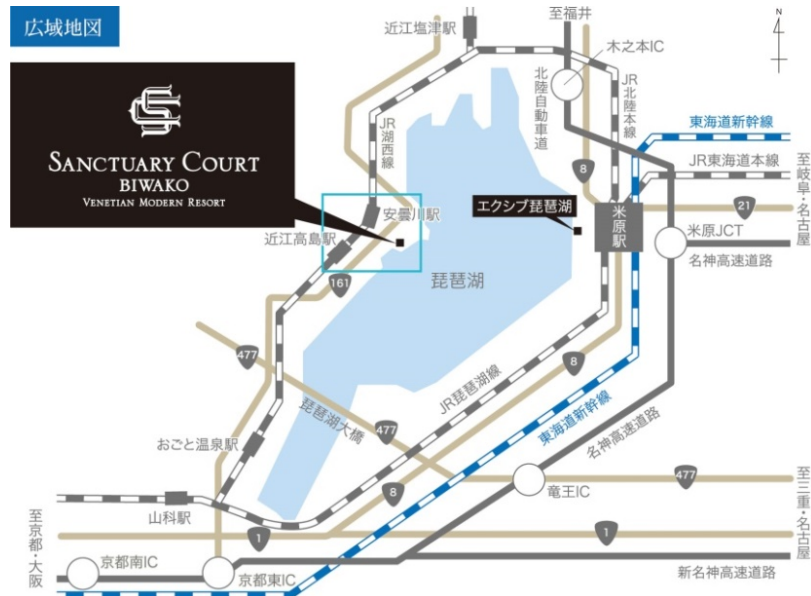 広域地図
SANCTUARY COURT
BIWAKO
VENETIAN MODERN RESORT
至福井
近江塩津駅
N
木之本IC
JR北陸本線
北陸自動車道
JR湖西線
東海道新幹線
8
JR東海道本線
至岐阜・名古屋
安曇川駅
エクシブ琵琶湖
21
米原駅
近江高島駅
米原JCT
名神高速道路
161
琵琶湖
477
8
JR琵琶湖線
琵琶湖大橋
東海道新幹線
477
名神高速道路
おごと温泉駅
477
8
竜王IC
山科駅
至三重・名古屋
至京都・大阪
1
1
京都南IC
京都東IC
新名神高速道路